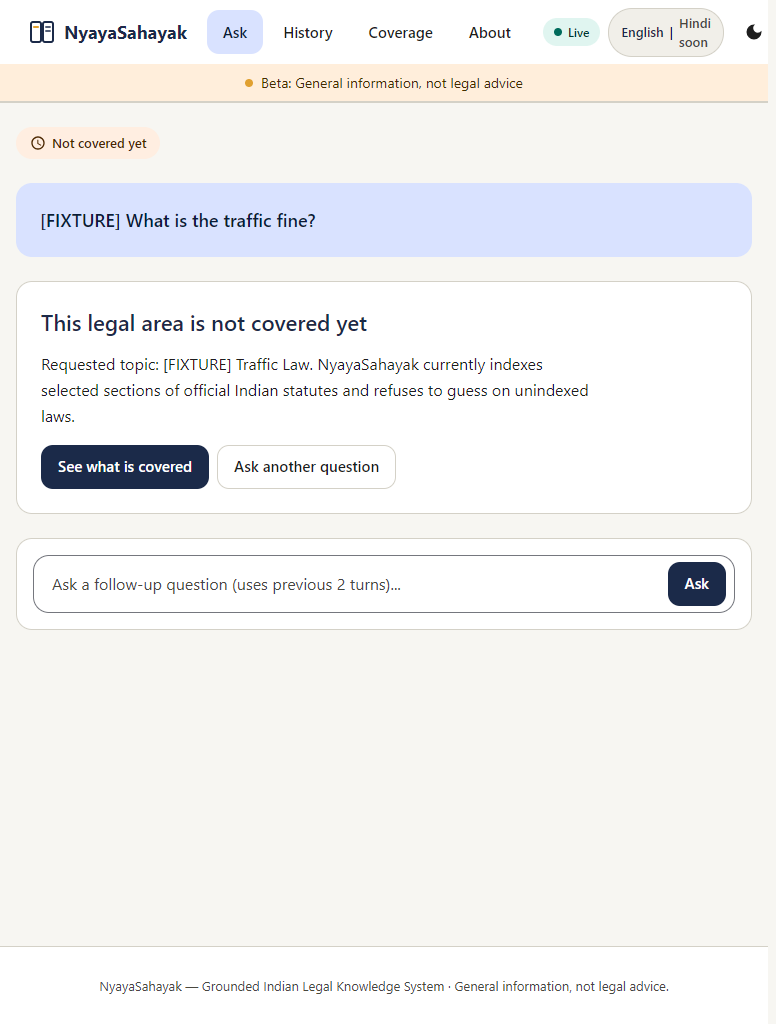 NyayaSahayak
Ask
History
Coverage
About
Live
English | Hindi soon
Beta: General information, not legal advice
Not covered yet
[FIXTURE] What is the traffic fine?
This legal area is not covered yet
Requested topic: [FIXTURE] Traffic Law. NyayaSahayak currently indexes
selected sections of official Indian statutes and refuses to guess on unindexed
laws.
See what is covered
Ask another question
Ask a follow-up question (uses previous 2 turns)...
Ask
NyayaSahayak — Grounded Indian Legal Knowledge System · General information, not legal advice.